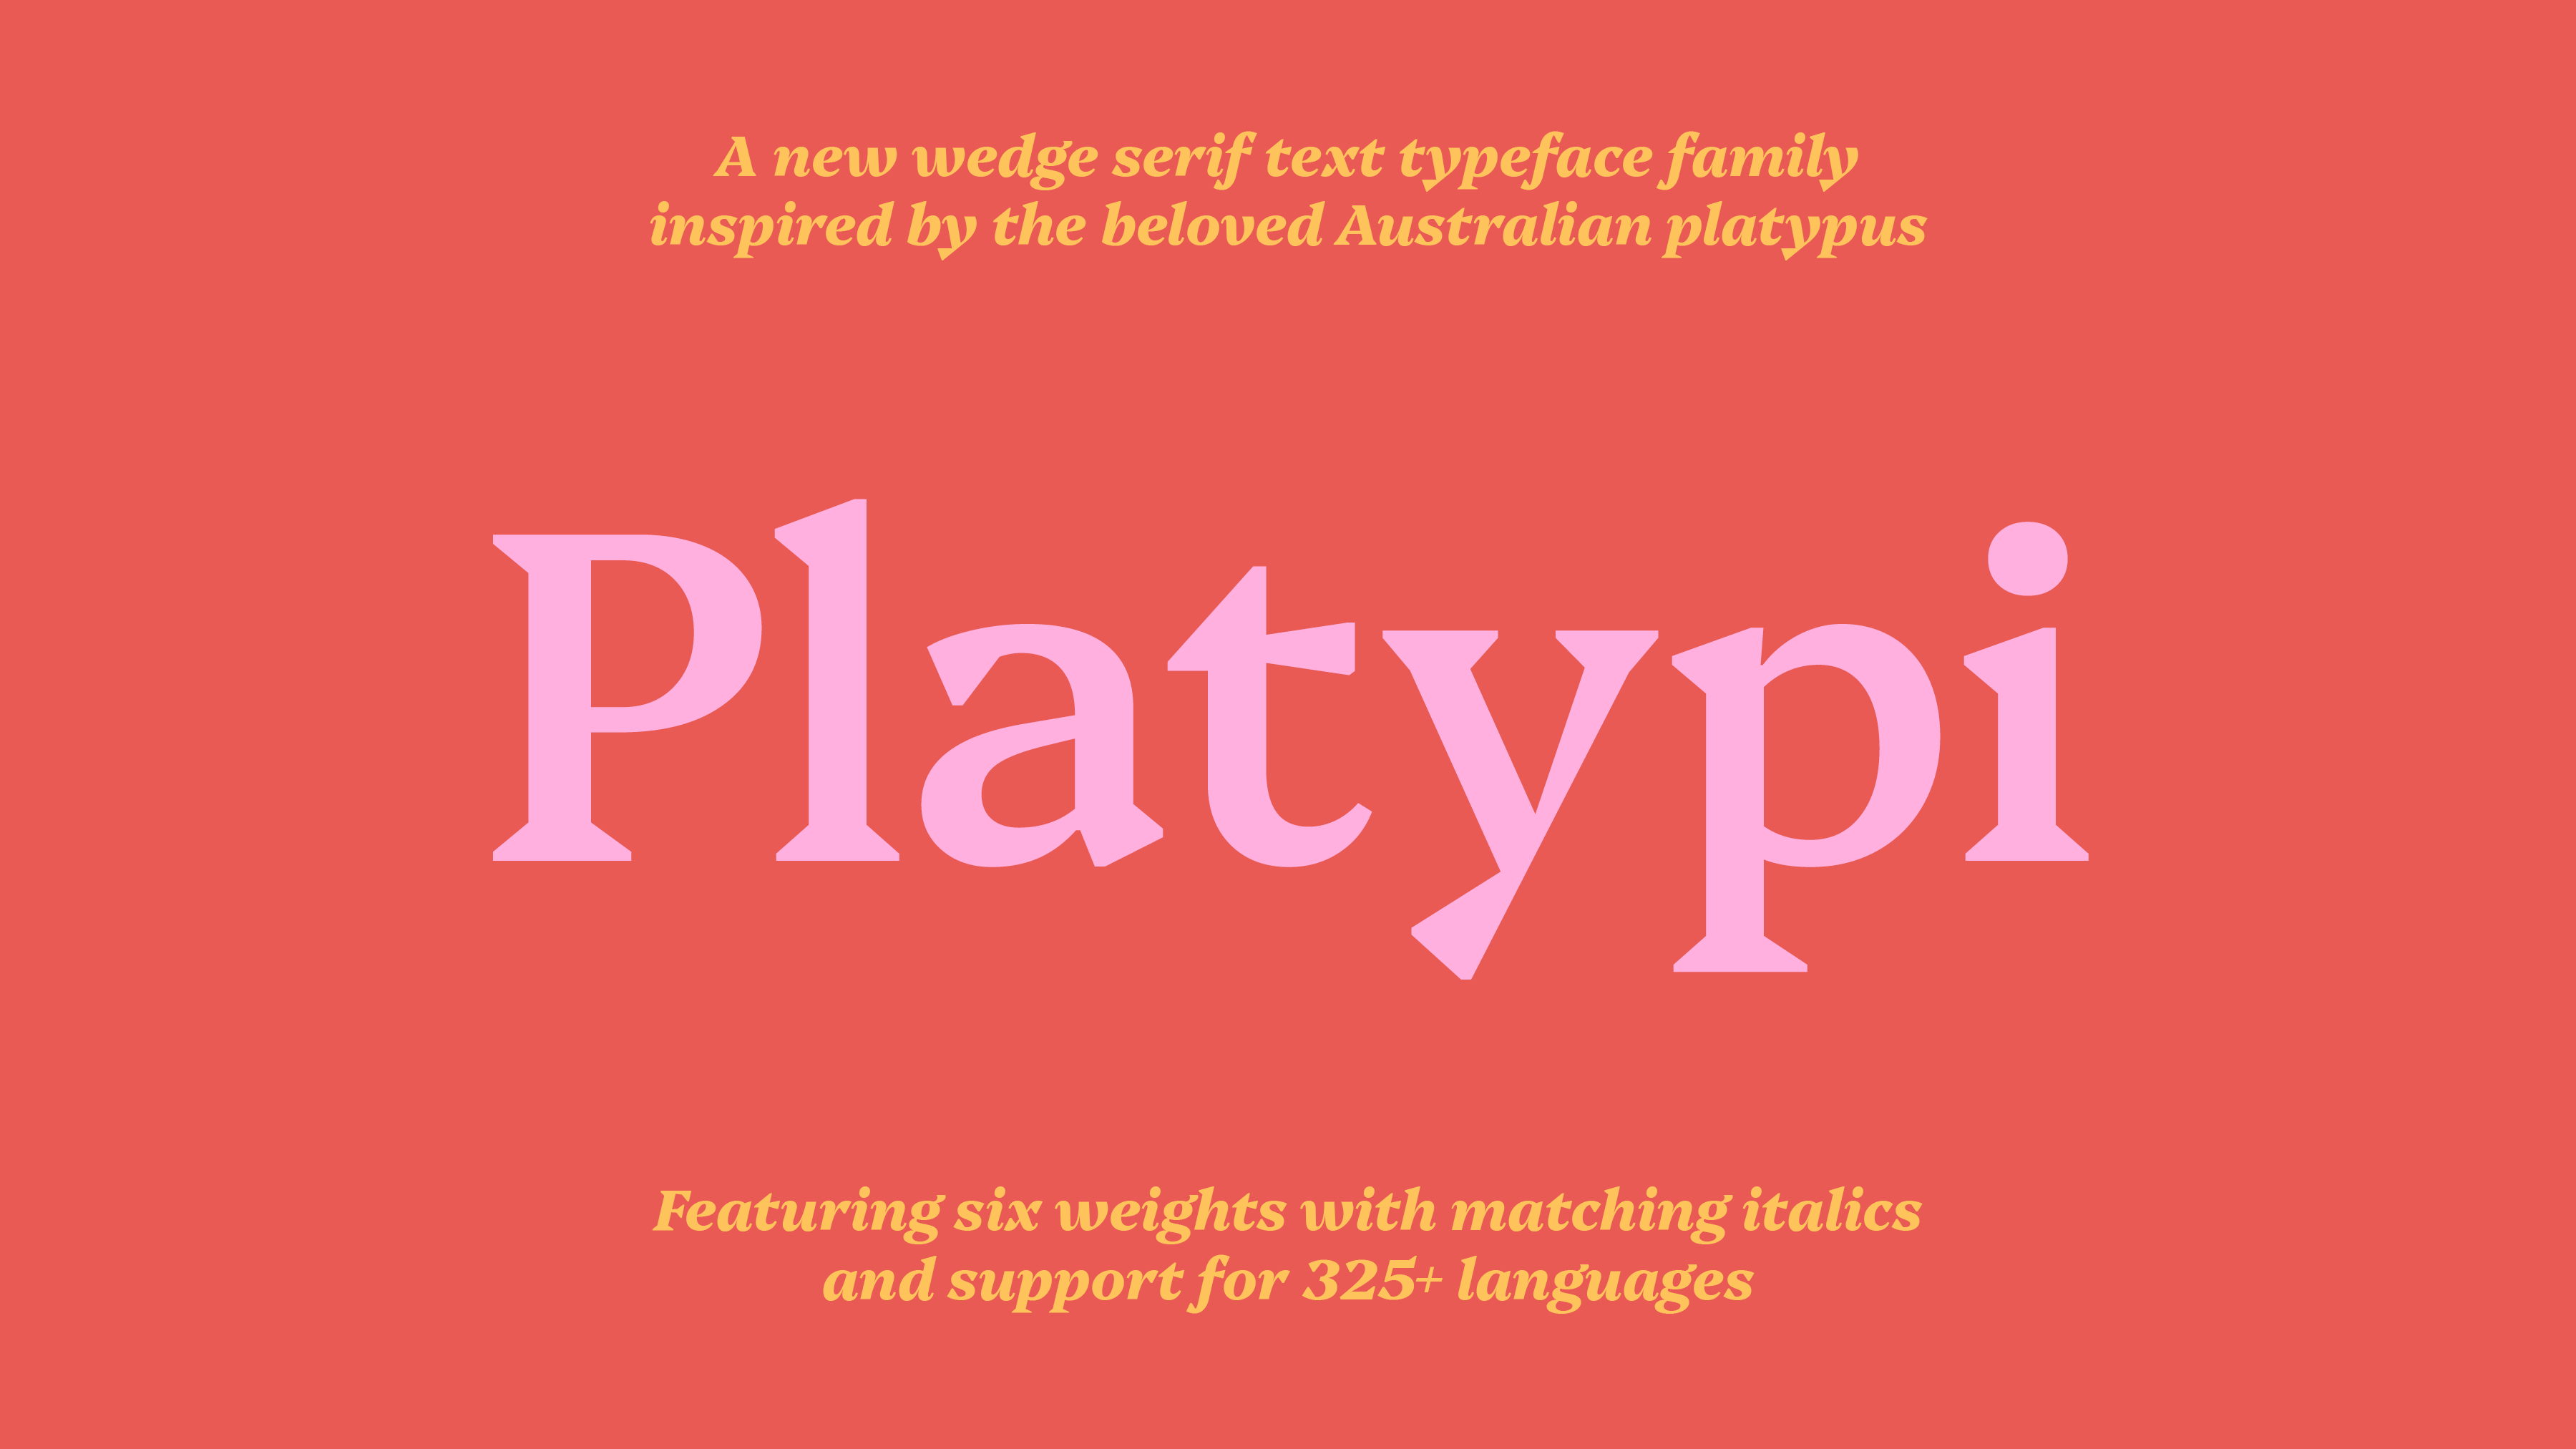 A new wedge serif text typeface family
inspired by the beloved Australian platypus
Platypi
Featuring six weights with matching italics
and support for 325+ languages